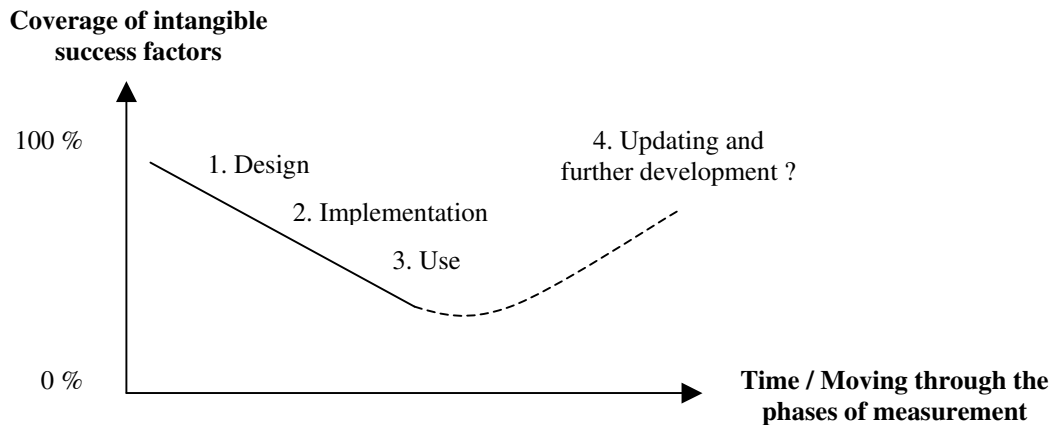 Coverage of intangible
success factors
100 %
1. Design
4. Updating and
further development ?
2. Implementation
3. Use
0 %
Time / Moving through the
phases of measurement